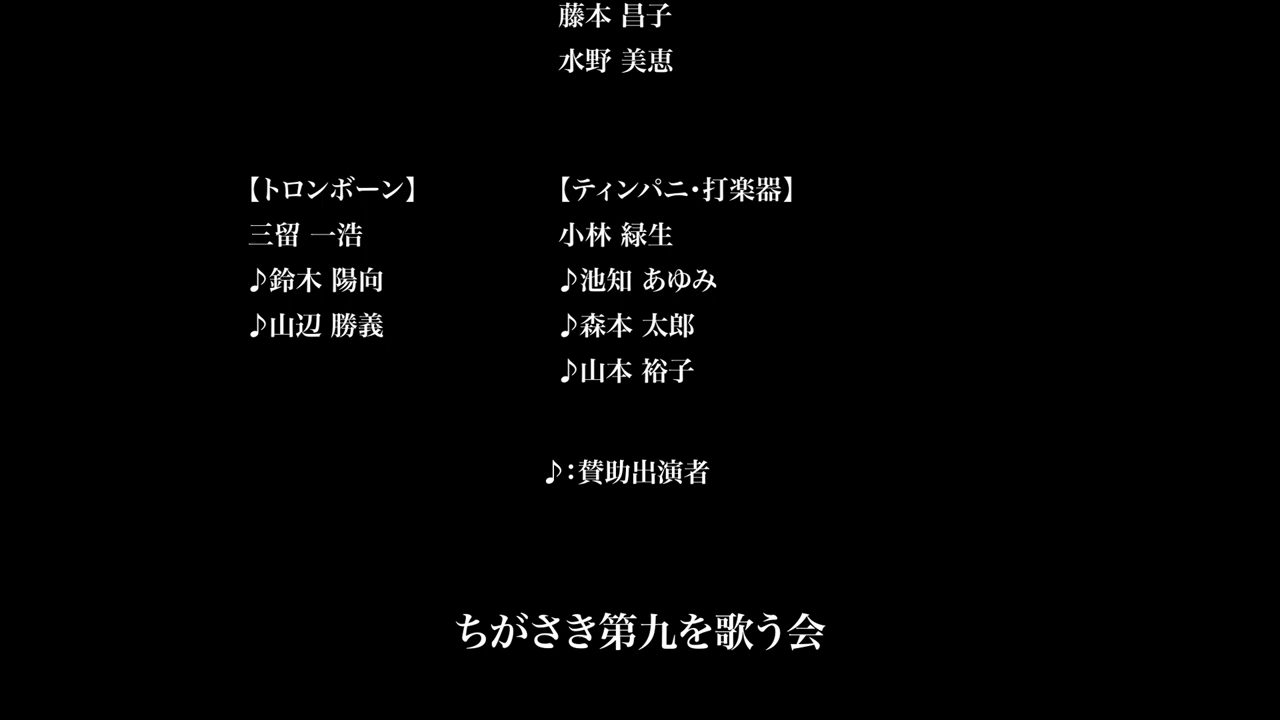 藤本 昌子
水野 美恵
【トロンボーン】
三留 一浩
♪鈴木 陽向
♪山辺 勝義
【ティンパニ・打楽器】
小林 緑生
♪池知 あゆみ
♪森本 太郎
♪山本 裕子
♪：賛助出演者
ちがさき第九を歌う会